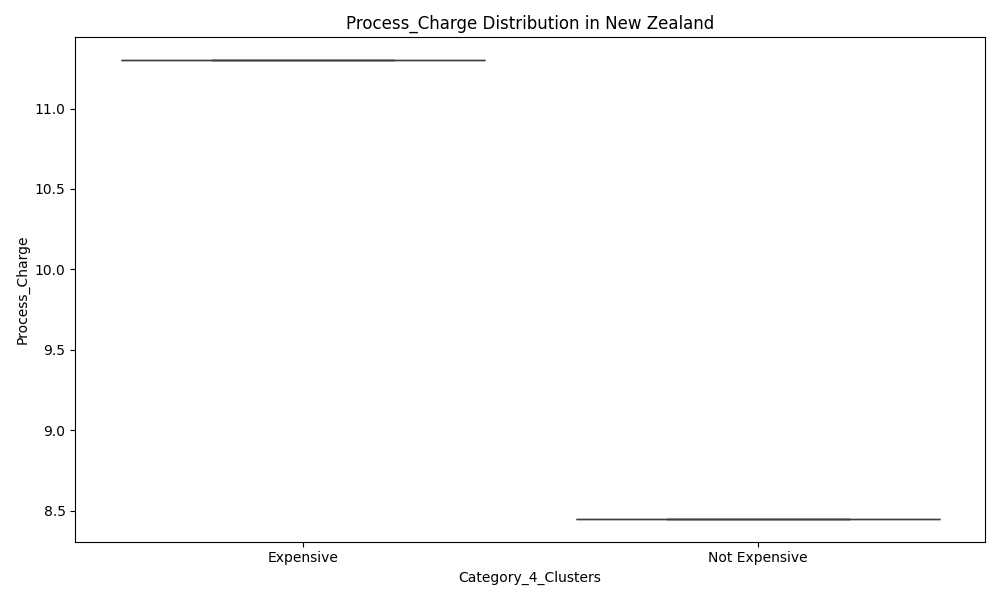 Process_Charge Distribution in New Zealand
Process_Charge
11.0
10.5
10.0
9.5
9.0
8.5
Expensive
Not Expensive
Category_4_Clusters